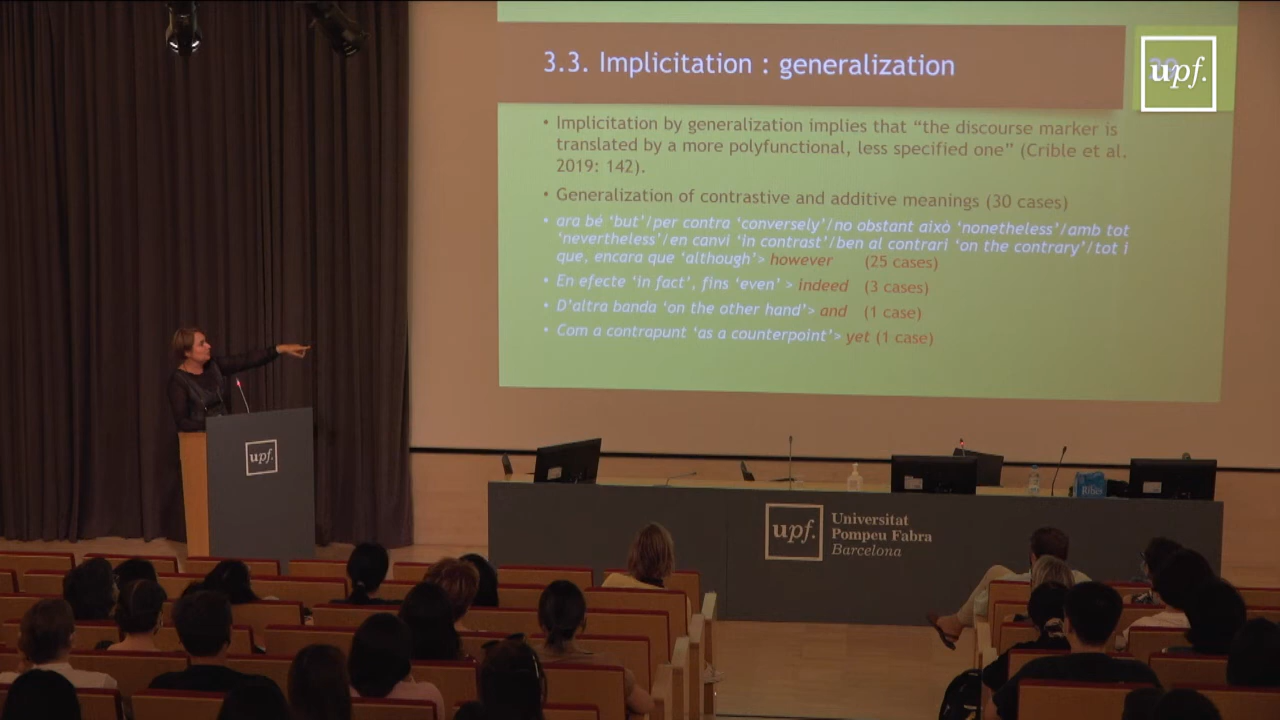 3.3. Implicitation : generalization
upf.
• Implicitation by generalization implies that “the discourse marker is
translated by a more polyfunctional, less specified one” (Crible et al.
2019: 142).
• Generalization of contrastive and additive meanings (30 cases)
• ara bé ‘but’/per contra ‘conversely’/no obstant això ‘nonetheless’/amb tot
‘nevertheless’/en canvi ‘in contrast’/ben al contrari ‘on the contrary’/tot i
que, encara que ‘although’> however (25 cases)
• En efecte ‘in fact’, fins ‘even’ > indeed (3 cases)
• D’altra banda ‘on the other hand’> and (1 case)
• Com a contrapunt ‘as a counterpoint’> yet (1 case)
upf.
upf.
Universitat
Pompeu Fabra
Barcelona
Ribes